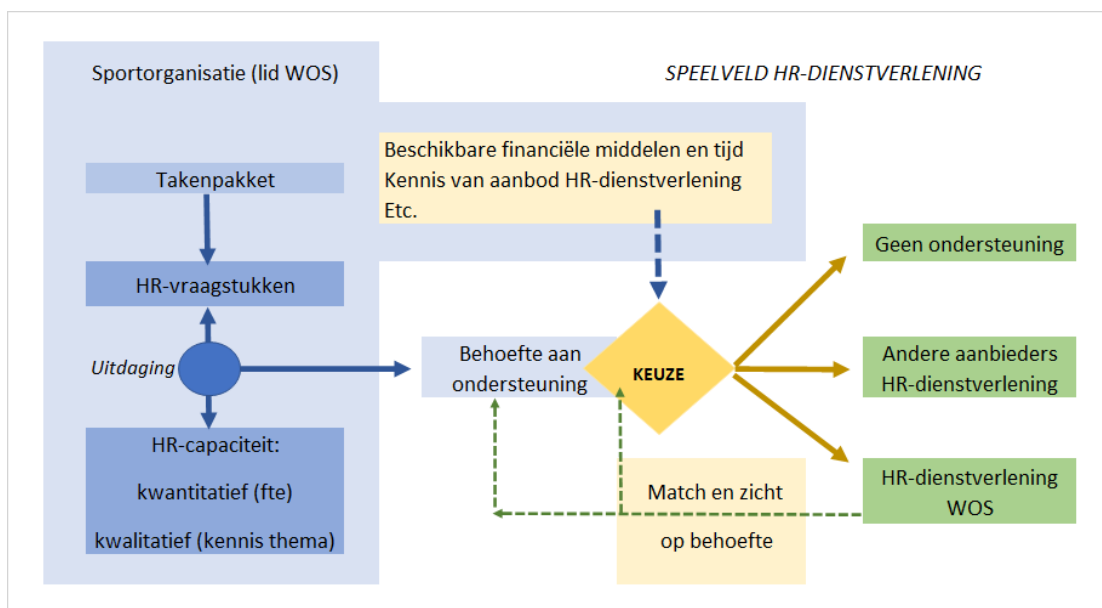 Sportorganisatie (lid WOS)
SPEELVELD HR-DIENSTVERLENING
Beschikbare financiële middelen en tijd
Kennis van aanbod HR-dienstverlening
Etc.
Takenpakket
HR-vraagstukken
Uitdaging
HR-capaciteit:
kwantitatief (fte)
kwalitatief (kennis thema)
Behoefte aan
ondersteuning
KEUZE
Match en zicht
op behoefte
Geen ondersteuning
Andere aanbieders
HR-dienstverlening
HR-dienstverlening
WOS